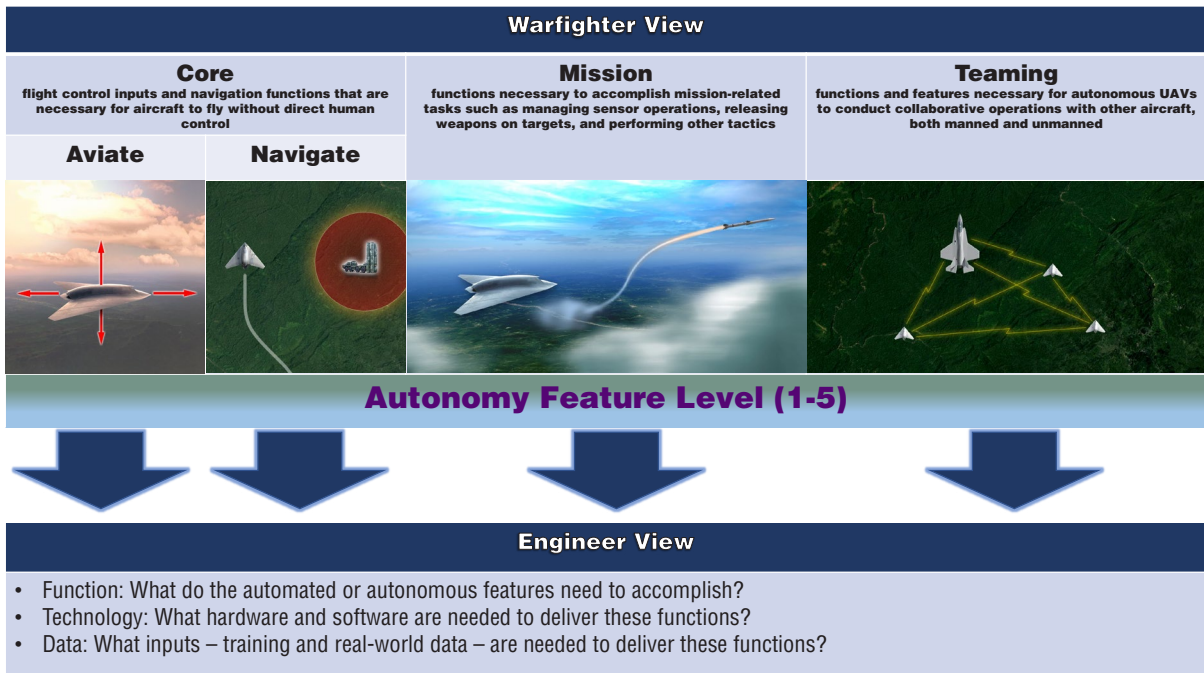 Warfighter View
Core
flight control inputs and navigation functions that are
necessary for aircraft to fly without direct human
control
Mission
functions necessary to accomplish mission-related
tasks such as managing sensor operations, releasing
weapons on targets, and performing other tactics
Teaming
functions and features necessary for autonomous UAVs
to conduct collaborative operations with other aircraft,
both manned and unmanned
Aviate
Navigate
Autonomy Feature Level (1-5)
Engineer View
• Function: What do the automated or autonomous features need to accomplish?
• Technology: What hardware and software are needed to deliver these functions?
• Data: What inputs – training and real-world data – are needed to deliver these functions?